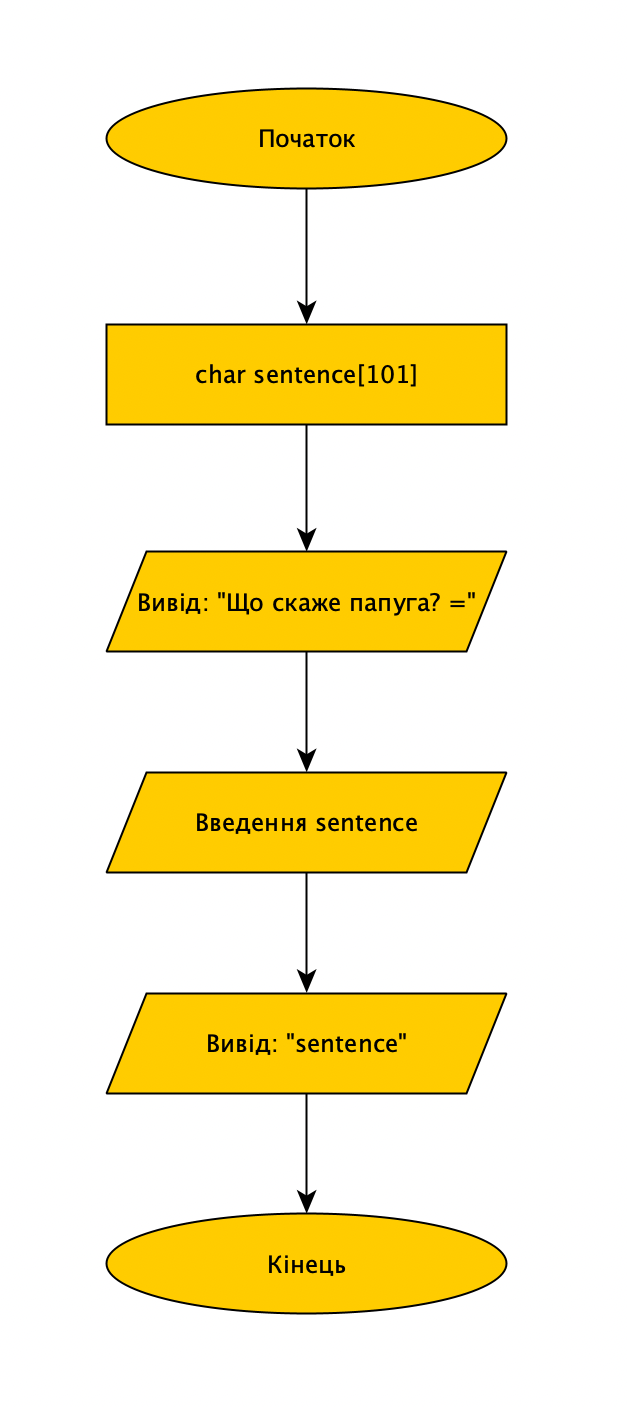 Початок
char sentence[101]
Вивід: "Що скаже папуга? ="
Введення sentence
Вивід: "sentence"
Кінець